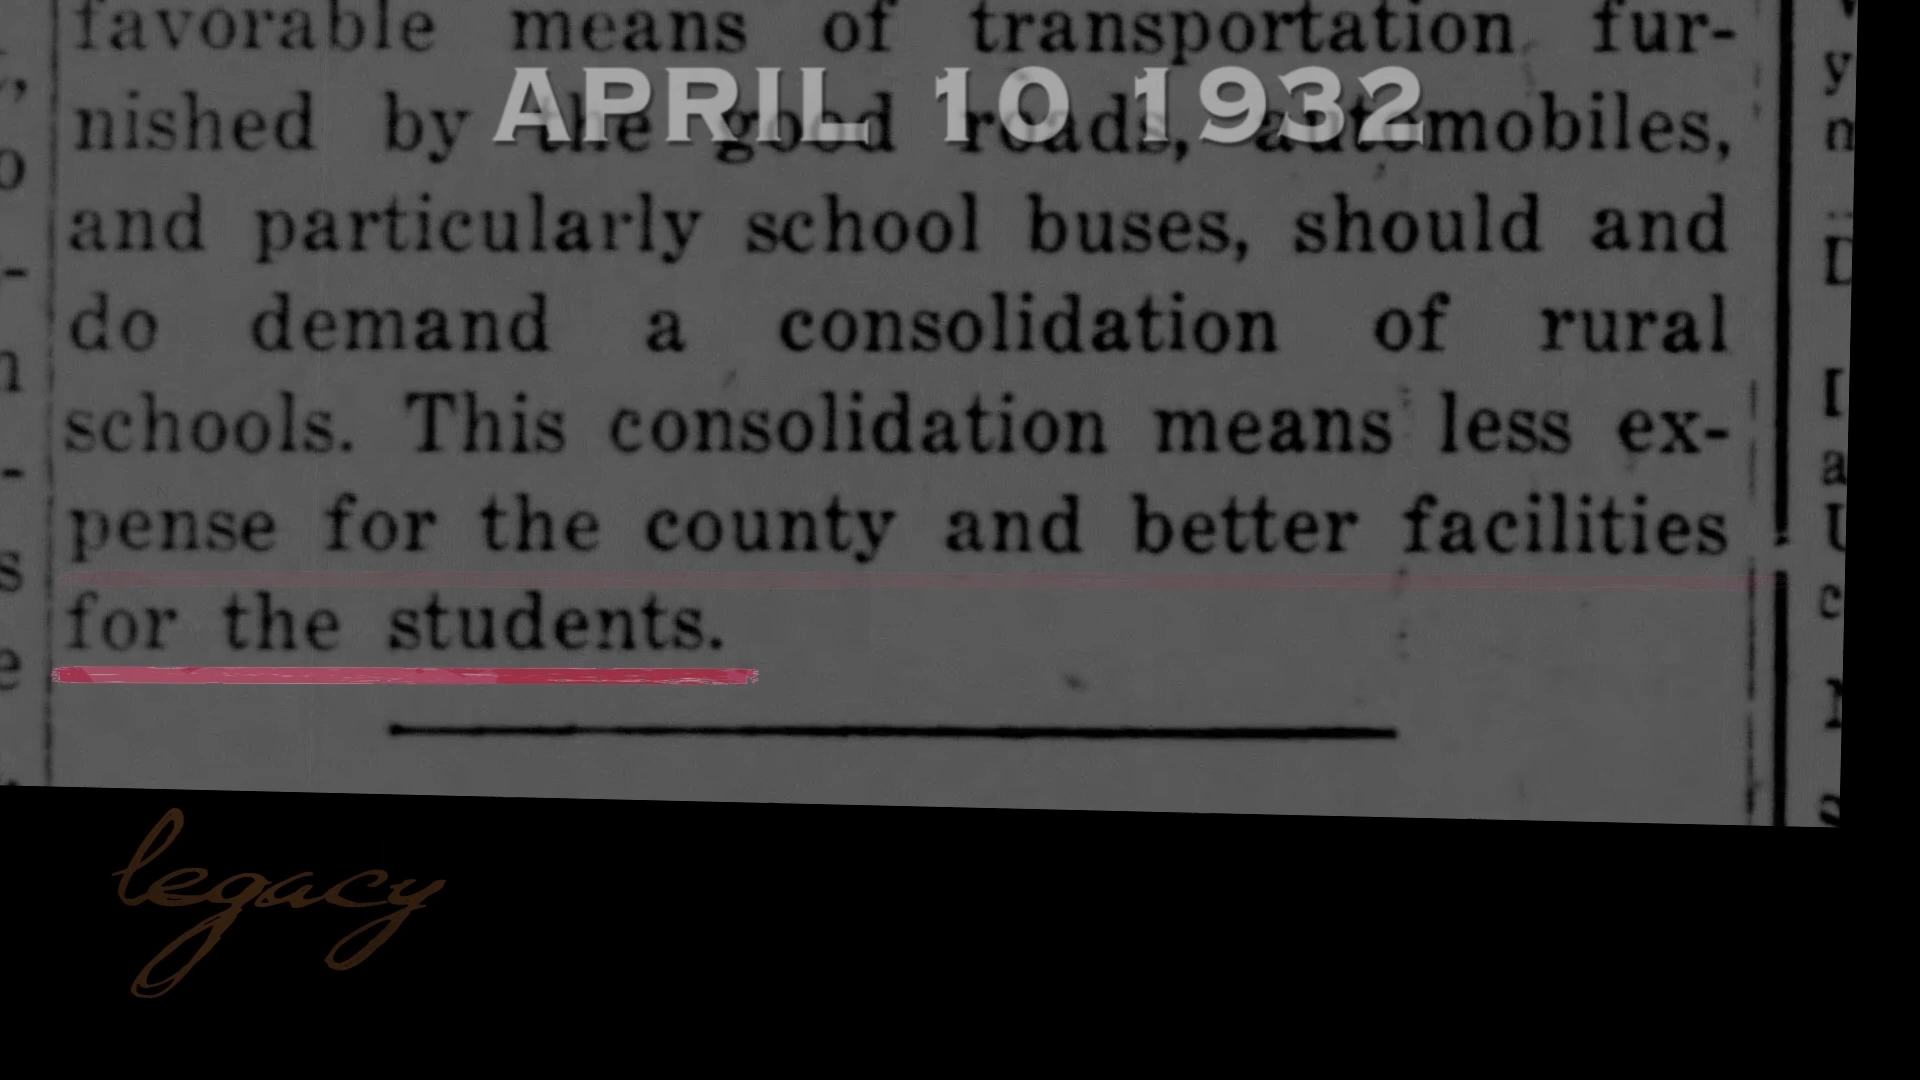 favorable means of transportation fur-
APRIL 10 1932
nished by the good roads, automobiles,
and particularly school buses, should and
do demand a consolidation of rural
schools. This consolidation means less ex-
pense for the county and better facilities
for the students.
legacy